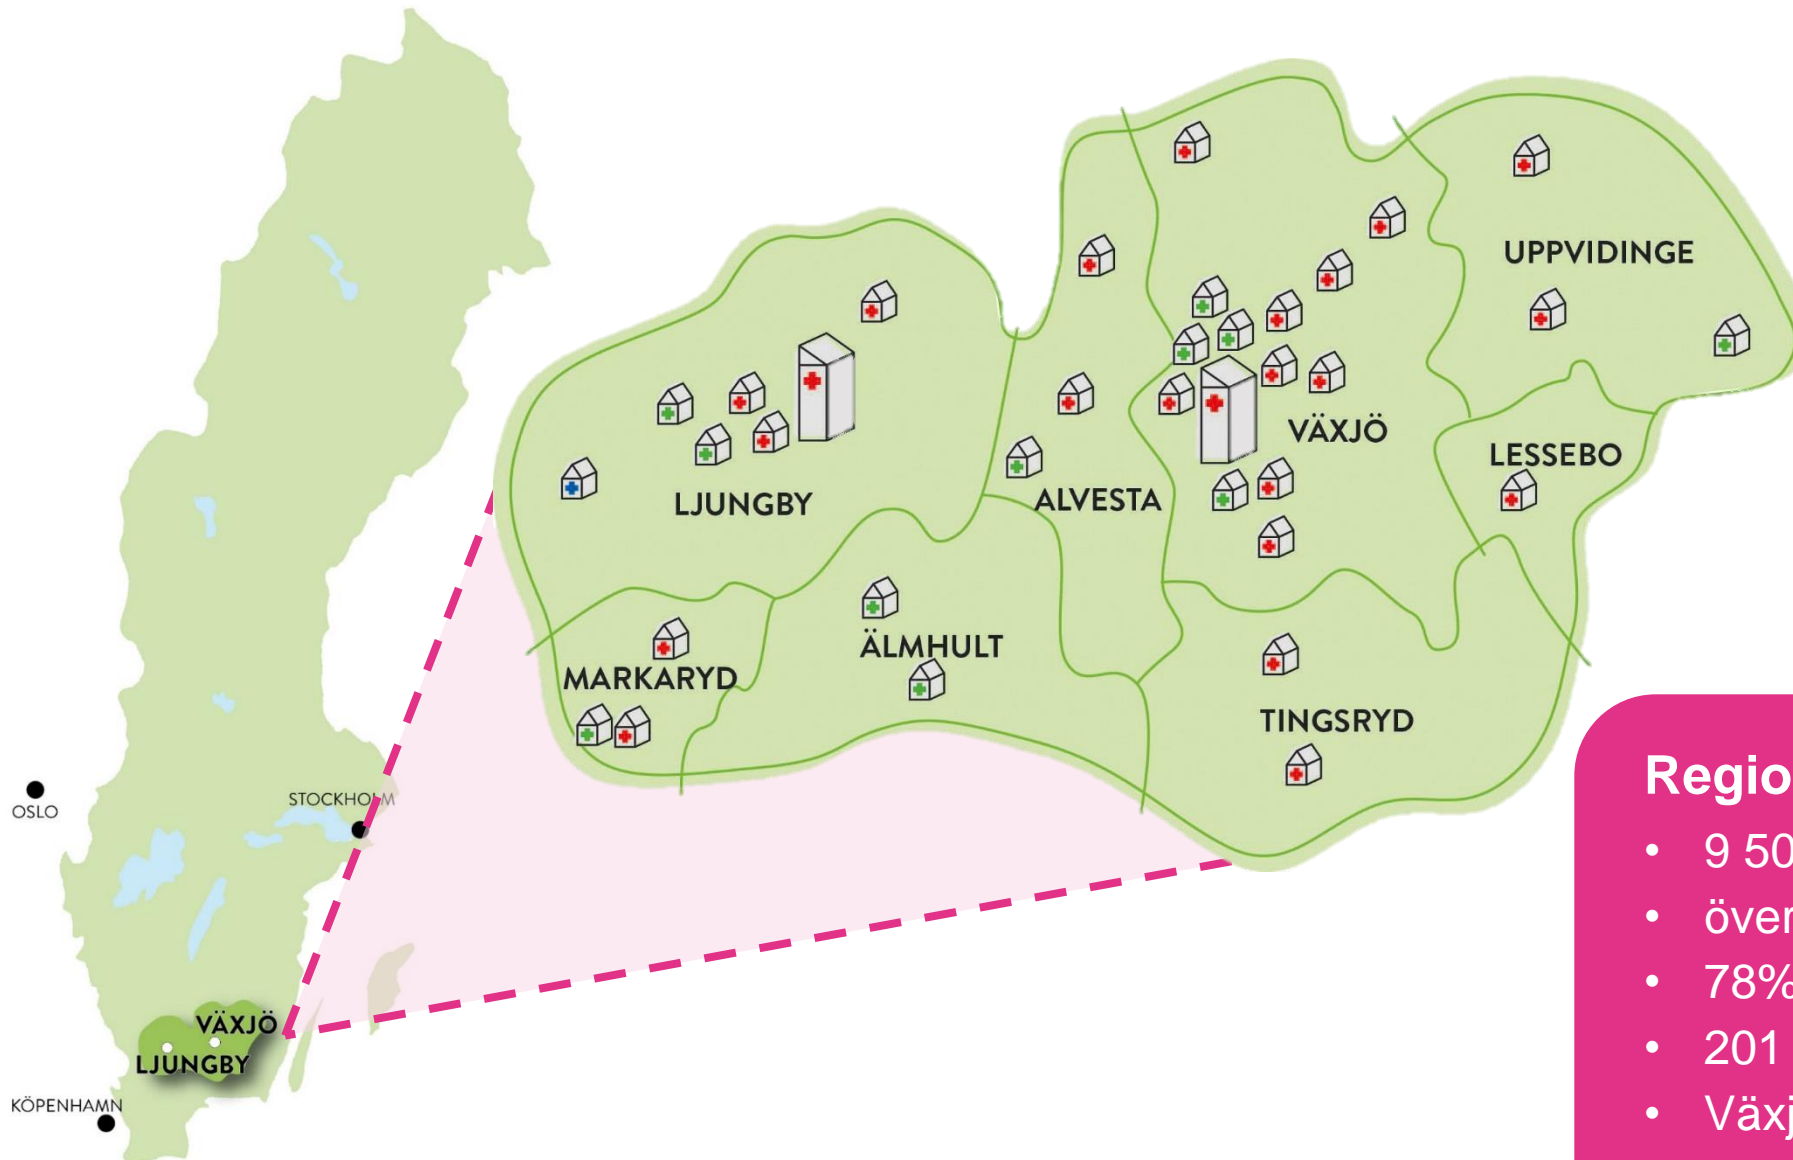 UPPVIDINGE
VÄXJÖ
LESSEBO
LJUNGBY
ALVESTA
ÄLMHULT
MARKARYD
TINGSRYD
OSLO
STOCKHOLM
VÄXJÖ
LJUNGBY
KÖPENHAMN
Regio
• 9 50
• över
• 78%
• 201
• Växj